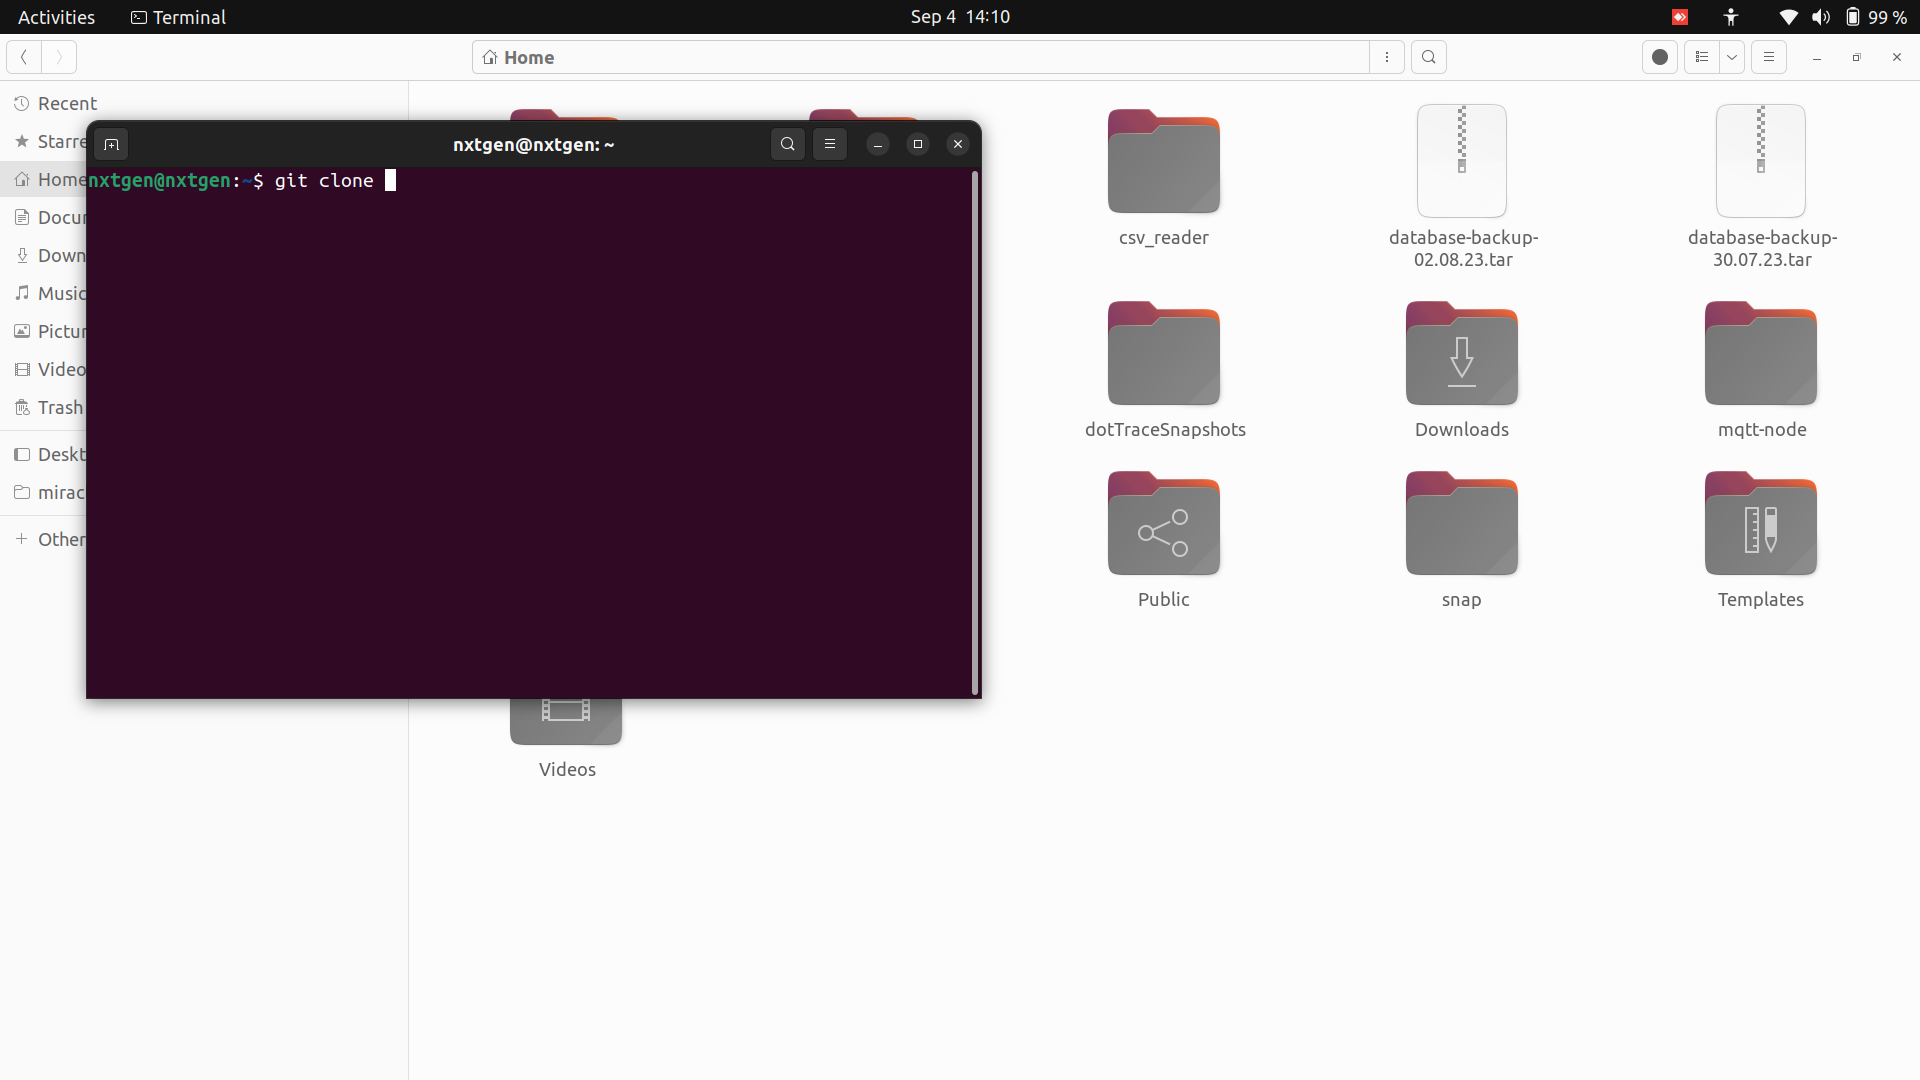 Activities
Terminal
Sep 4 14:10
99 %
Home
Recent
Starre
Home
Docu
Down
Music
Pictur
Video
Trash
Deskt
mirac
Other
nxtgen@nxtgen: ~
nxtgen@nxtgen:~$ git clone
csv_reader
database-backup-
02.08.23.tar
database-backup-
30.07.23.tar
dotTraceSnapshots
Downloads
mqtt-node
Public
snap
Templates
Videos